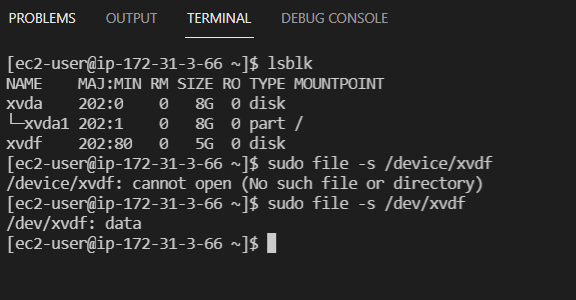 PROBLEMS OUTPUT TERMINAL DEBUG CONSOLE
[ec2-user@ip-172-31-3-66 ~]$ lsblk
NAME    MAJ:MIN RM SIZE RO TYPE MOUNTPOINT
xvda    202:0    0   8G  0 disk
└─xvda1 202:1    0   8G  0 part /
xvdf    202:80   0   5G  0 disk
[ec2-user@ip-172-31-3-66 ~]$ sudo file -s /device/xvdf
/device/xvdf: cannot open (No such file or directory)
[ec2-user@ip-172-31-3-66 ~]$ sudo file -s /dev/xvdf
/dev/xvdf: data
[ec2-user@ip-172-31-3-66 ~]$